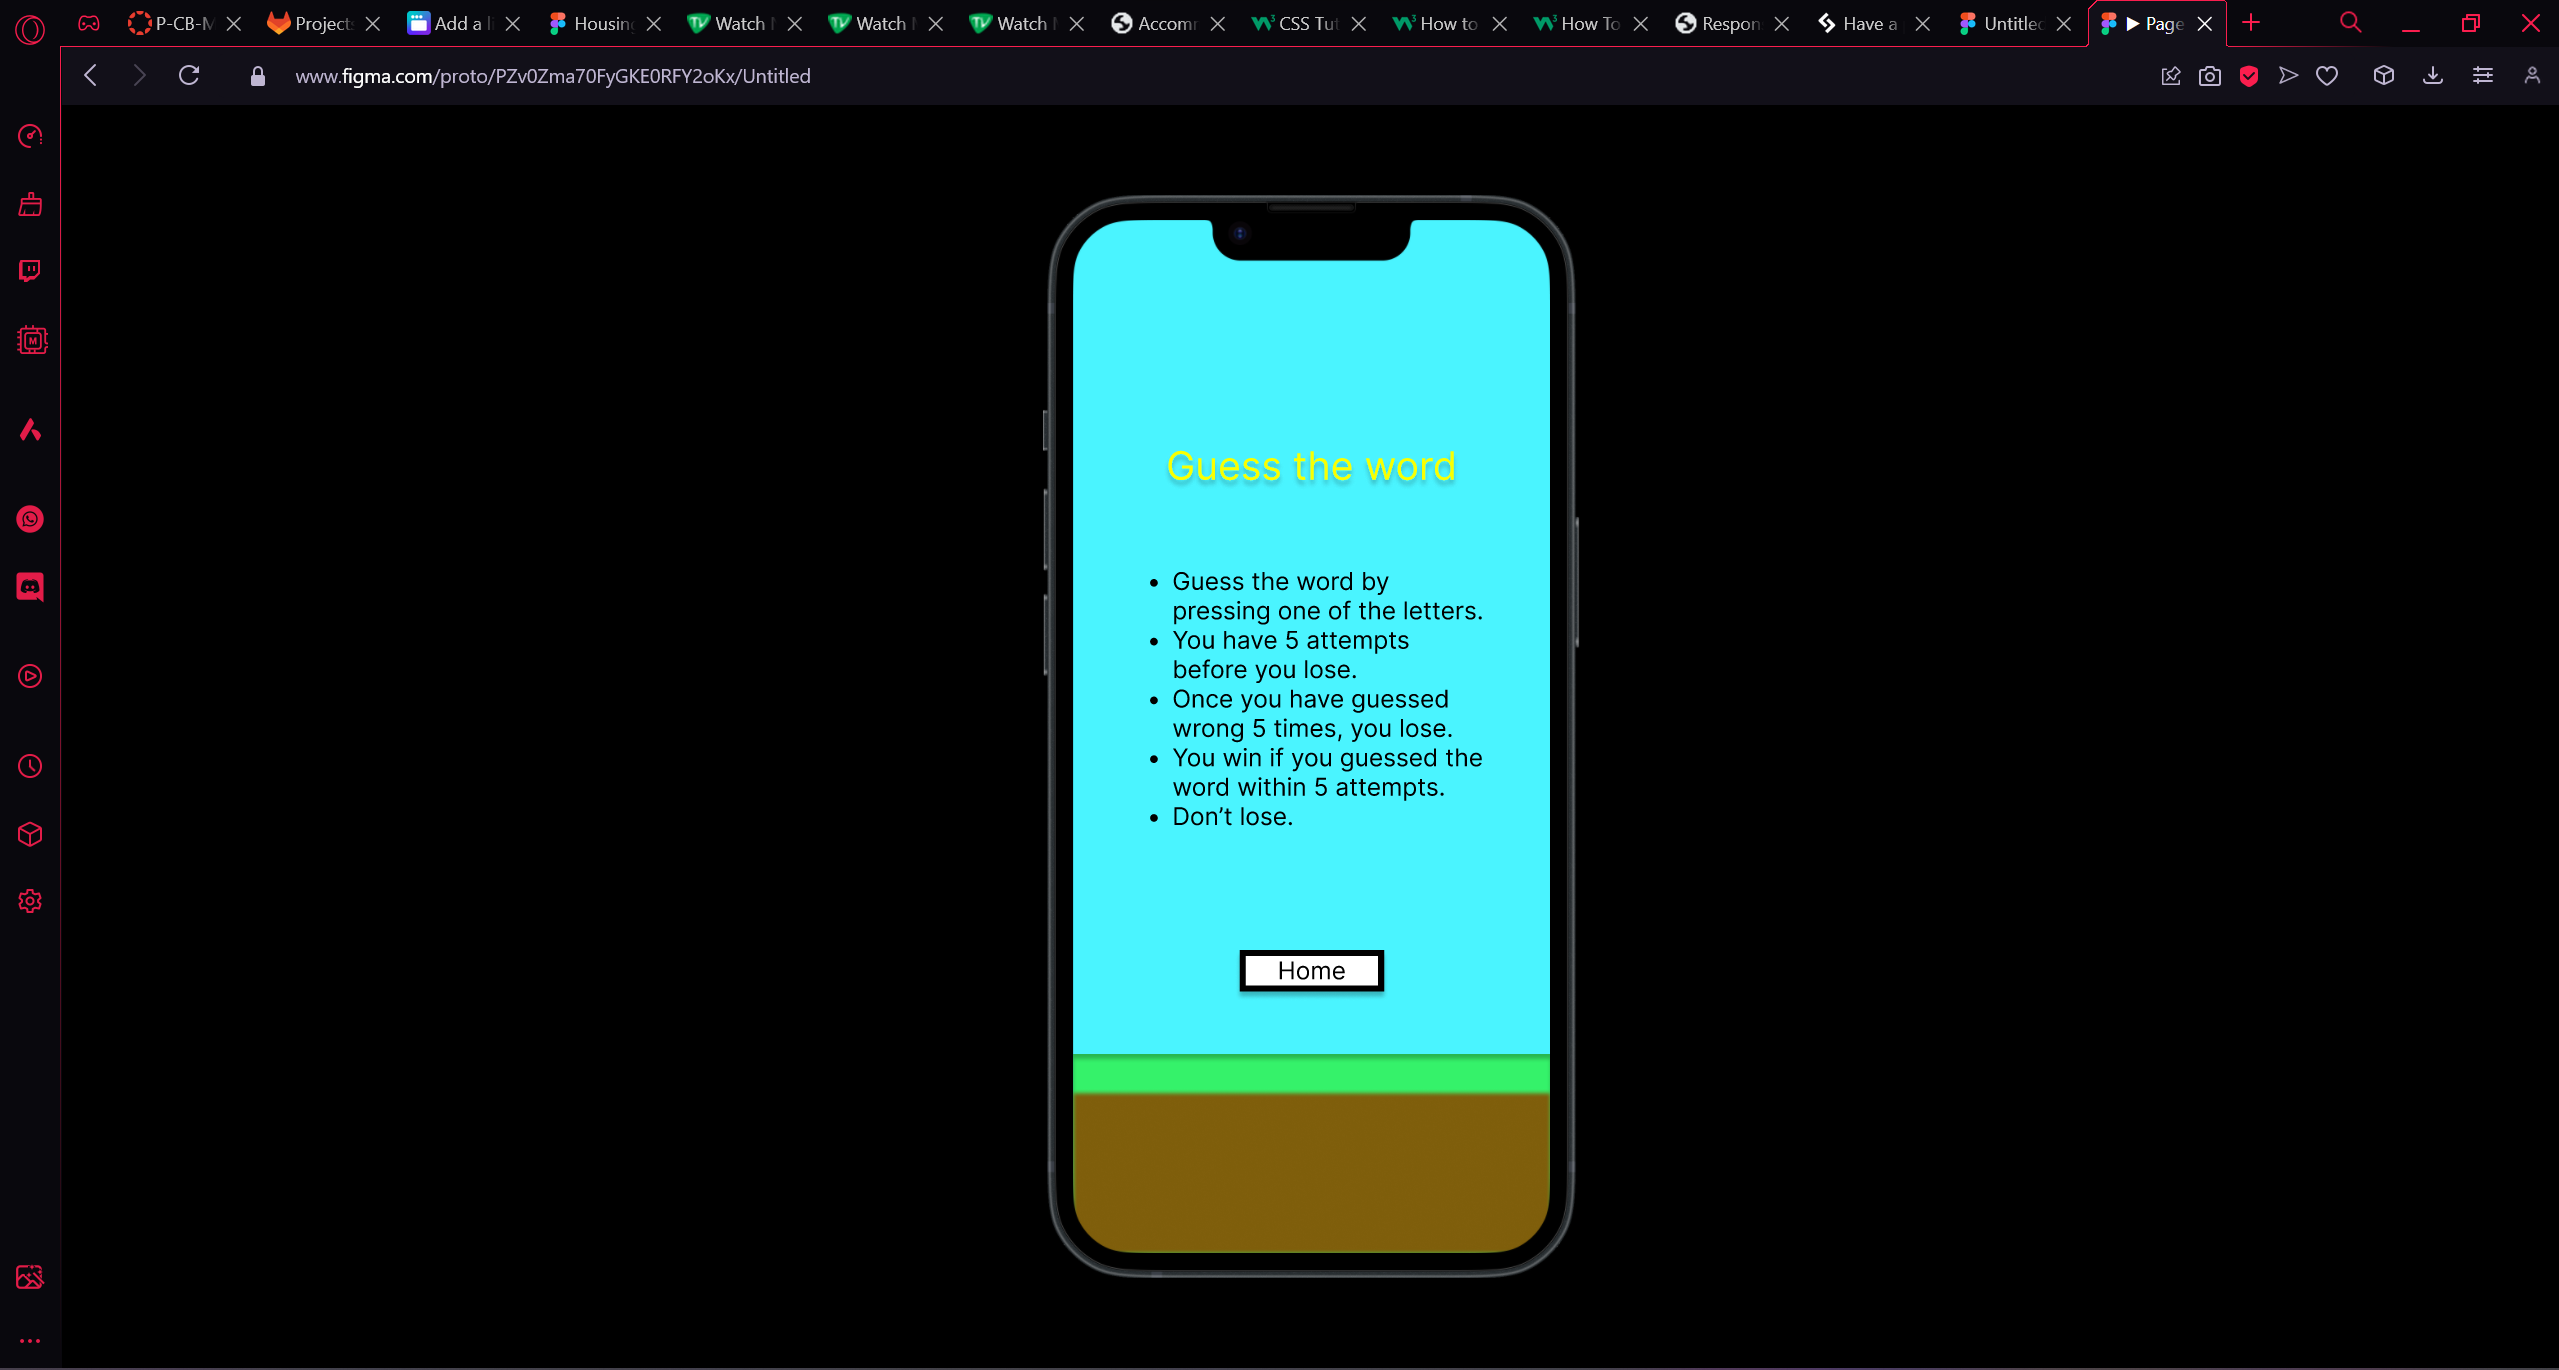 P-CB-M
Projects
Add a li
Housing
Watch
Watch
Watch
Accom
CSS Tut
How to
How To
Respon
Have a
Untitled
Page
www.figma.com/proto/PZv0Zma70FyGKE0RFY2oKx/Untitled
Guess the word
• Guess the word by
pressing one of the letters.
• You have 5 attempts
before you lose.
• Once you have guessed
wrong 5 times, you lose.
• You win if you guessed the
word within 5 attempts.
• Don’t lose.
Home